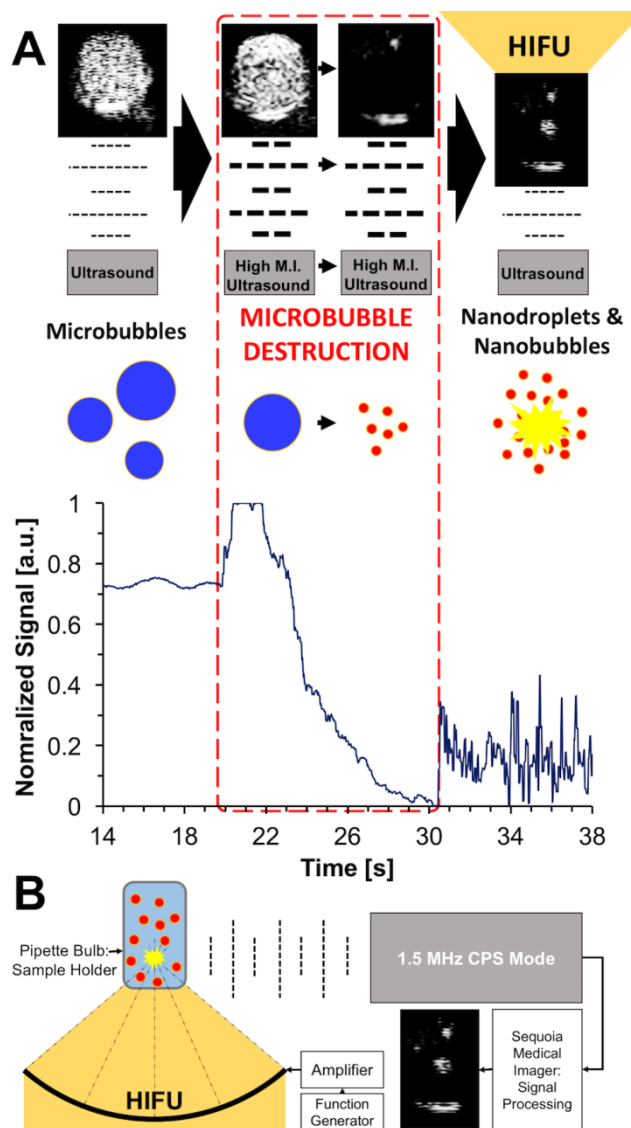 A
HIFU
Ultrasound
High M.I.
Ultrasound
High M.I.
Ultrasound
Ultrasound
Microbubbles
MICROBUBBLE
DESTRUCTION
Nanodroplets &
Nanobubbles
Nomralized Signal [a.u.]
1
0.8
0.6
0.4
0.2
0
14
18
22
26
30
34
38
Time [s]
B
Pipette Bulb:
Sample Holder
1.5 MHz CPS Mode
HIFU
Amplifier
Function
Generator
Sequoia
Medical
Imager:
Signal
Processing